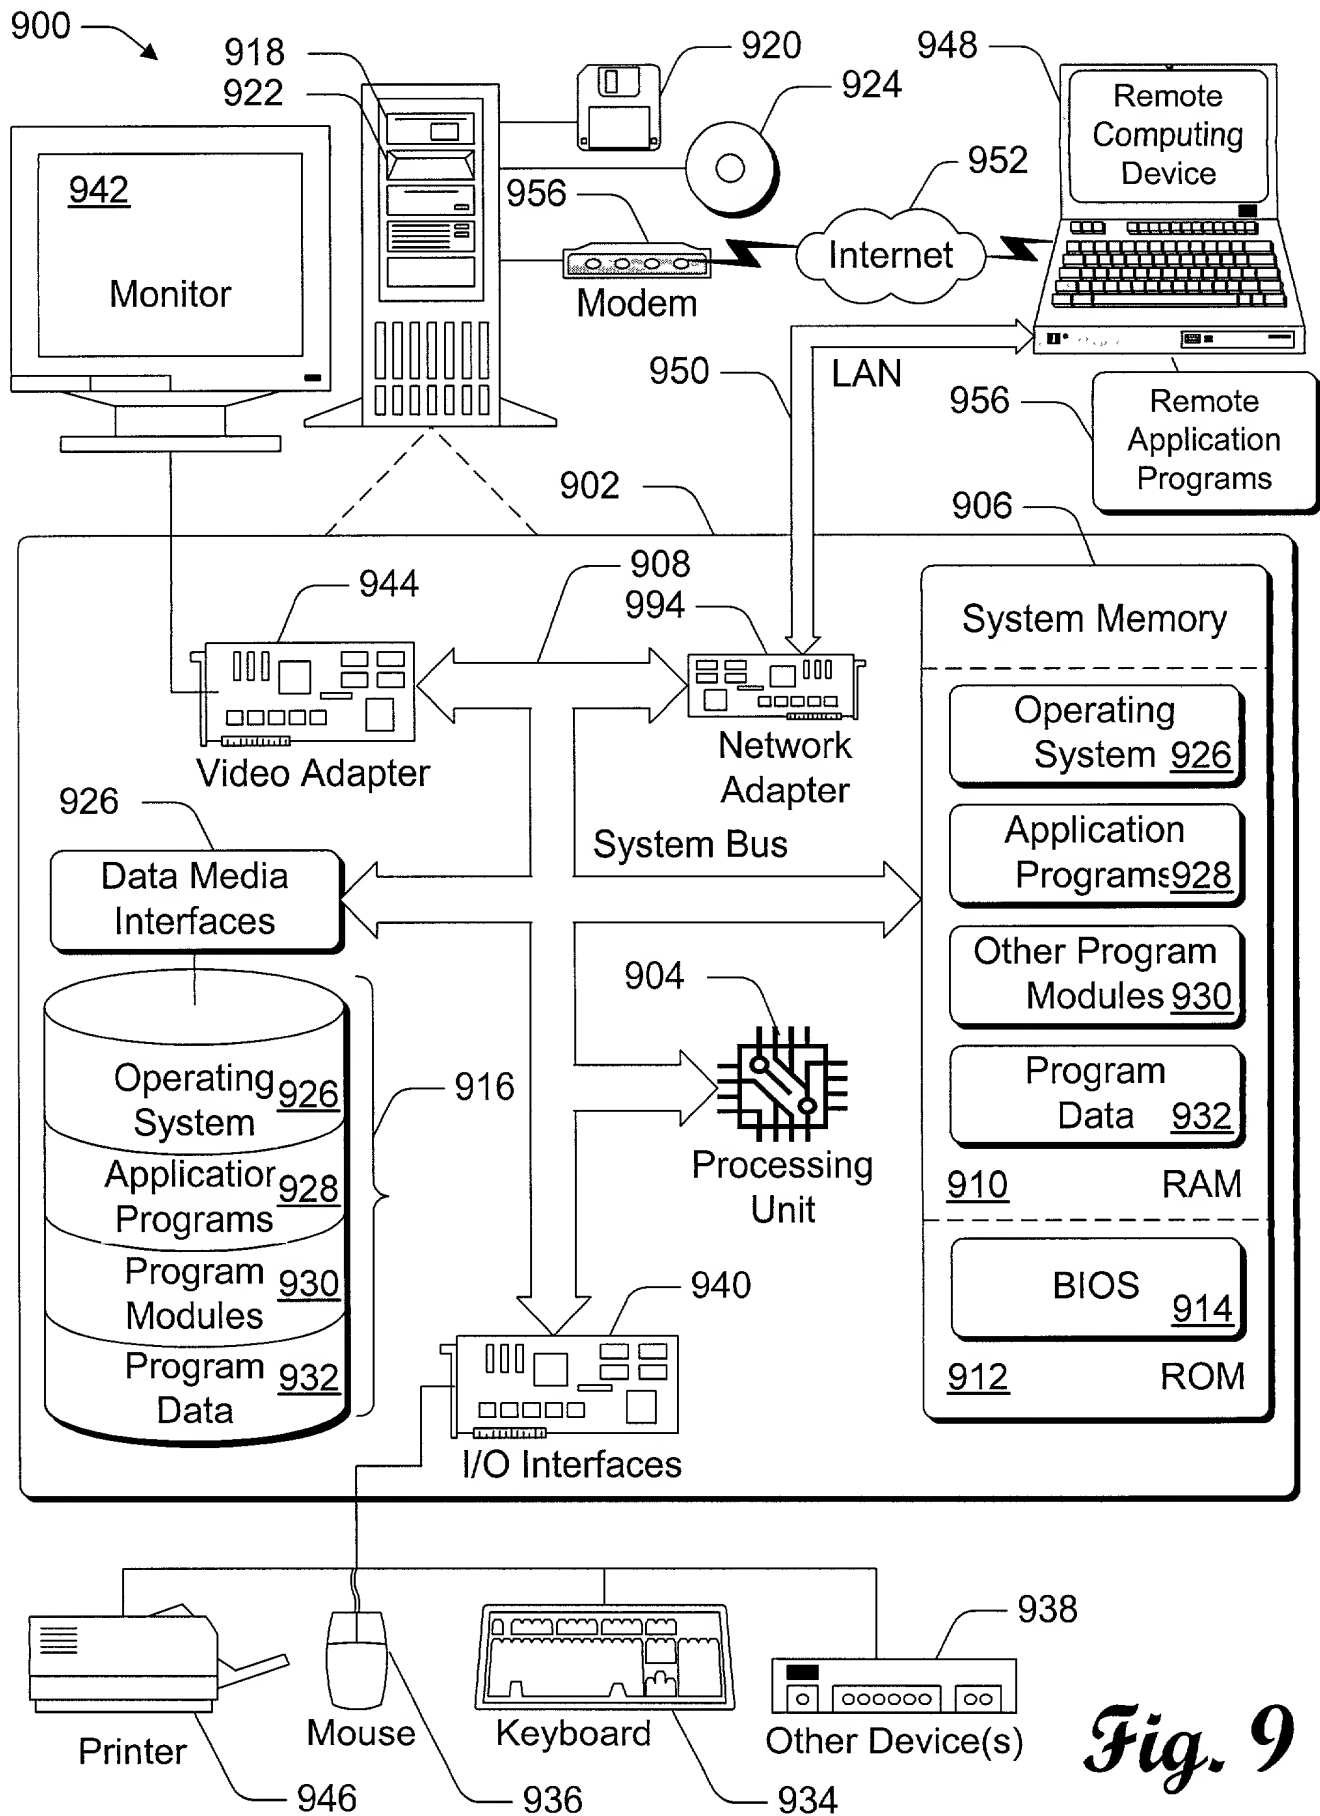 900
918
922
920
924
948
Remote
Computing
Device
942
Monitor
956
Modem
952
Internet
950
LAN
956
Remote
Application
Programs
902
906
908
944
994
Video Adapter
Network
Adapter
System Memory
Operating
System 926
Application
Programs 928
Other Program
Modules 930
Program
Data 932
910 RAM
BIOS
914
912 ROM
926
Data Media
Interfaces
System Bus
904
Processing
Unit
Operating
System 926
Application
Programs 928
Program
Modules 930
Program
Data 932
916
940
I/O Interfaces
Printer
946
Mouse
936
Keyboard
934
938
Other Device(s)
Fig. 9